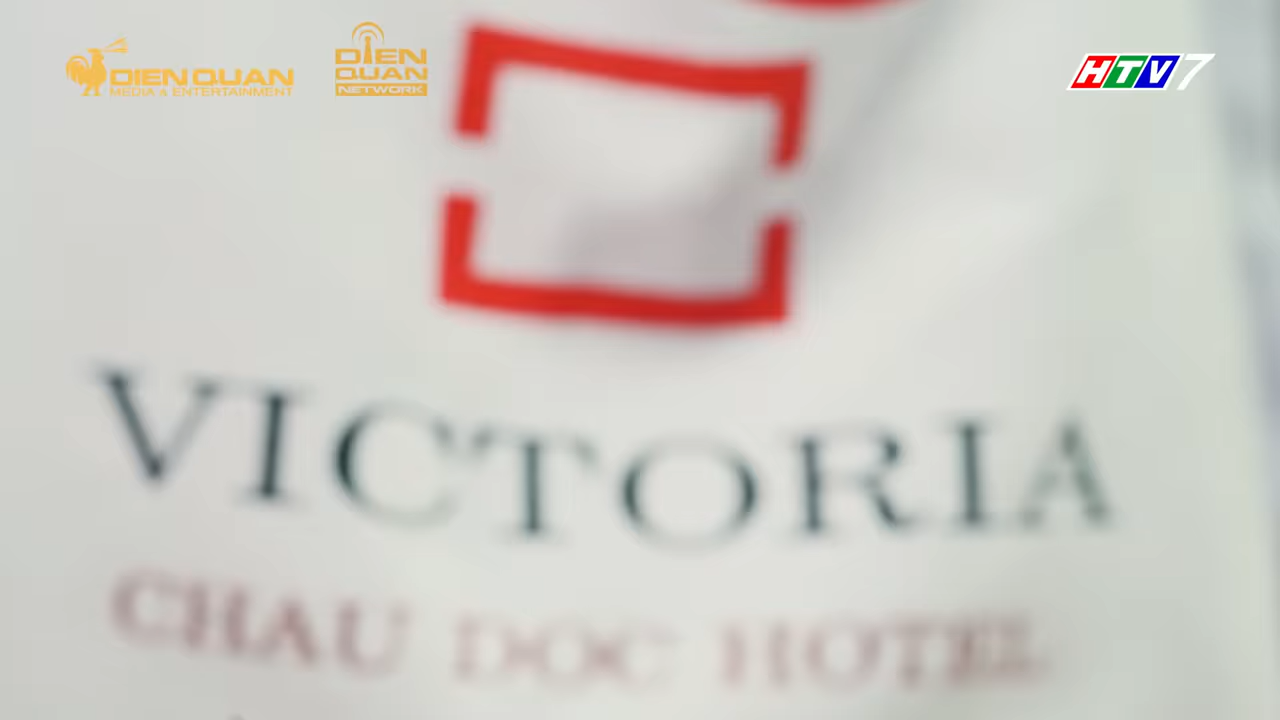 DIEN QUAN
MEDIA & ENTERTAINMENT
DIEN
QUAN
NETWORK
HTV7
VICTORIA
CHAU DOC HOTEL